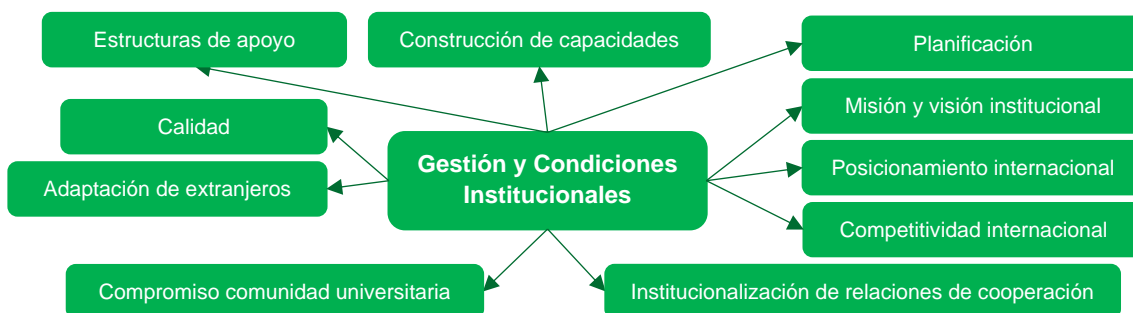 Estructuras de apoyo
Construcción de capacidades
Planificación
Calidad
Misión y visión institucional
Gestión y Condiciones
Institucionales
Adaptación de extranjeros
Posicionamiento internacional
Competitividad internacional
Compromiso comunidad universitaria
Institucionalización de relaciones de cooperación